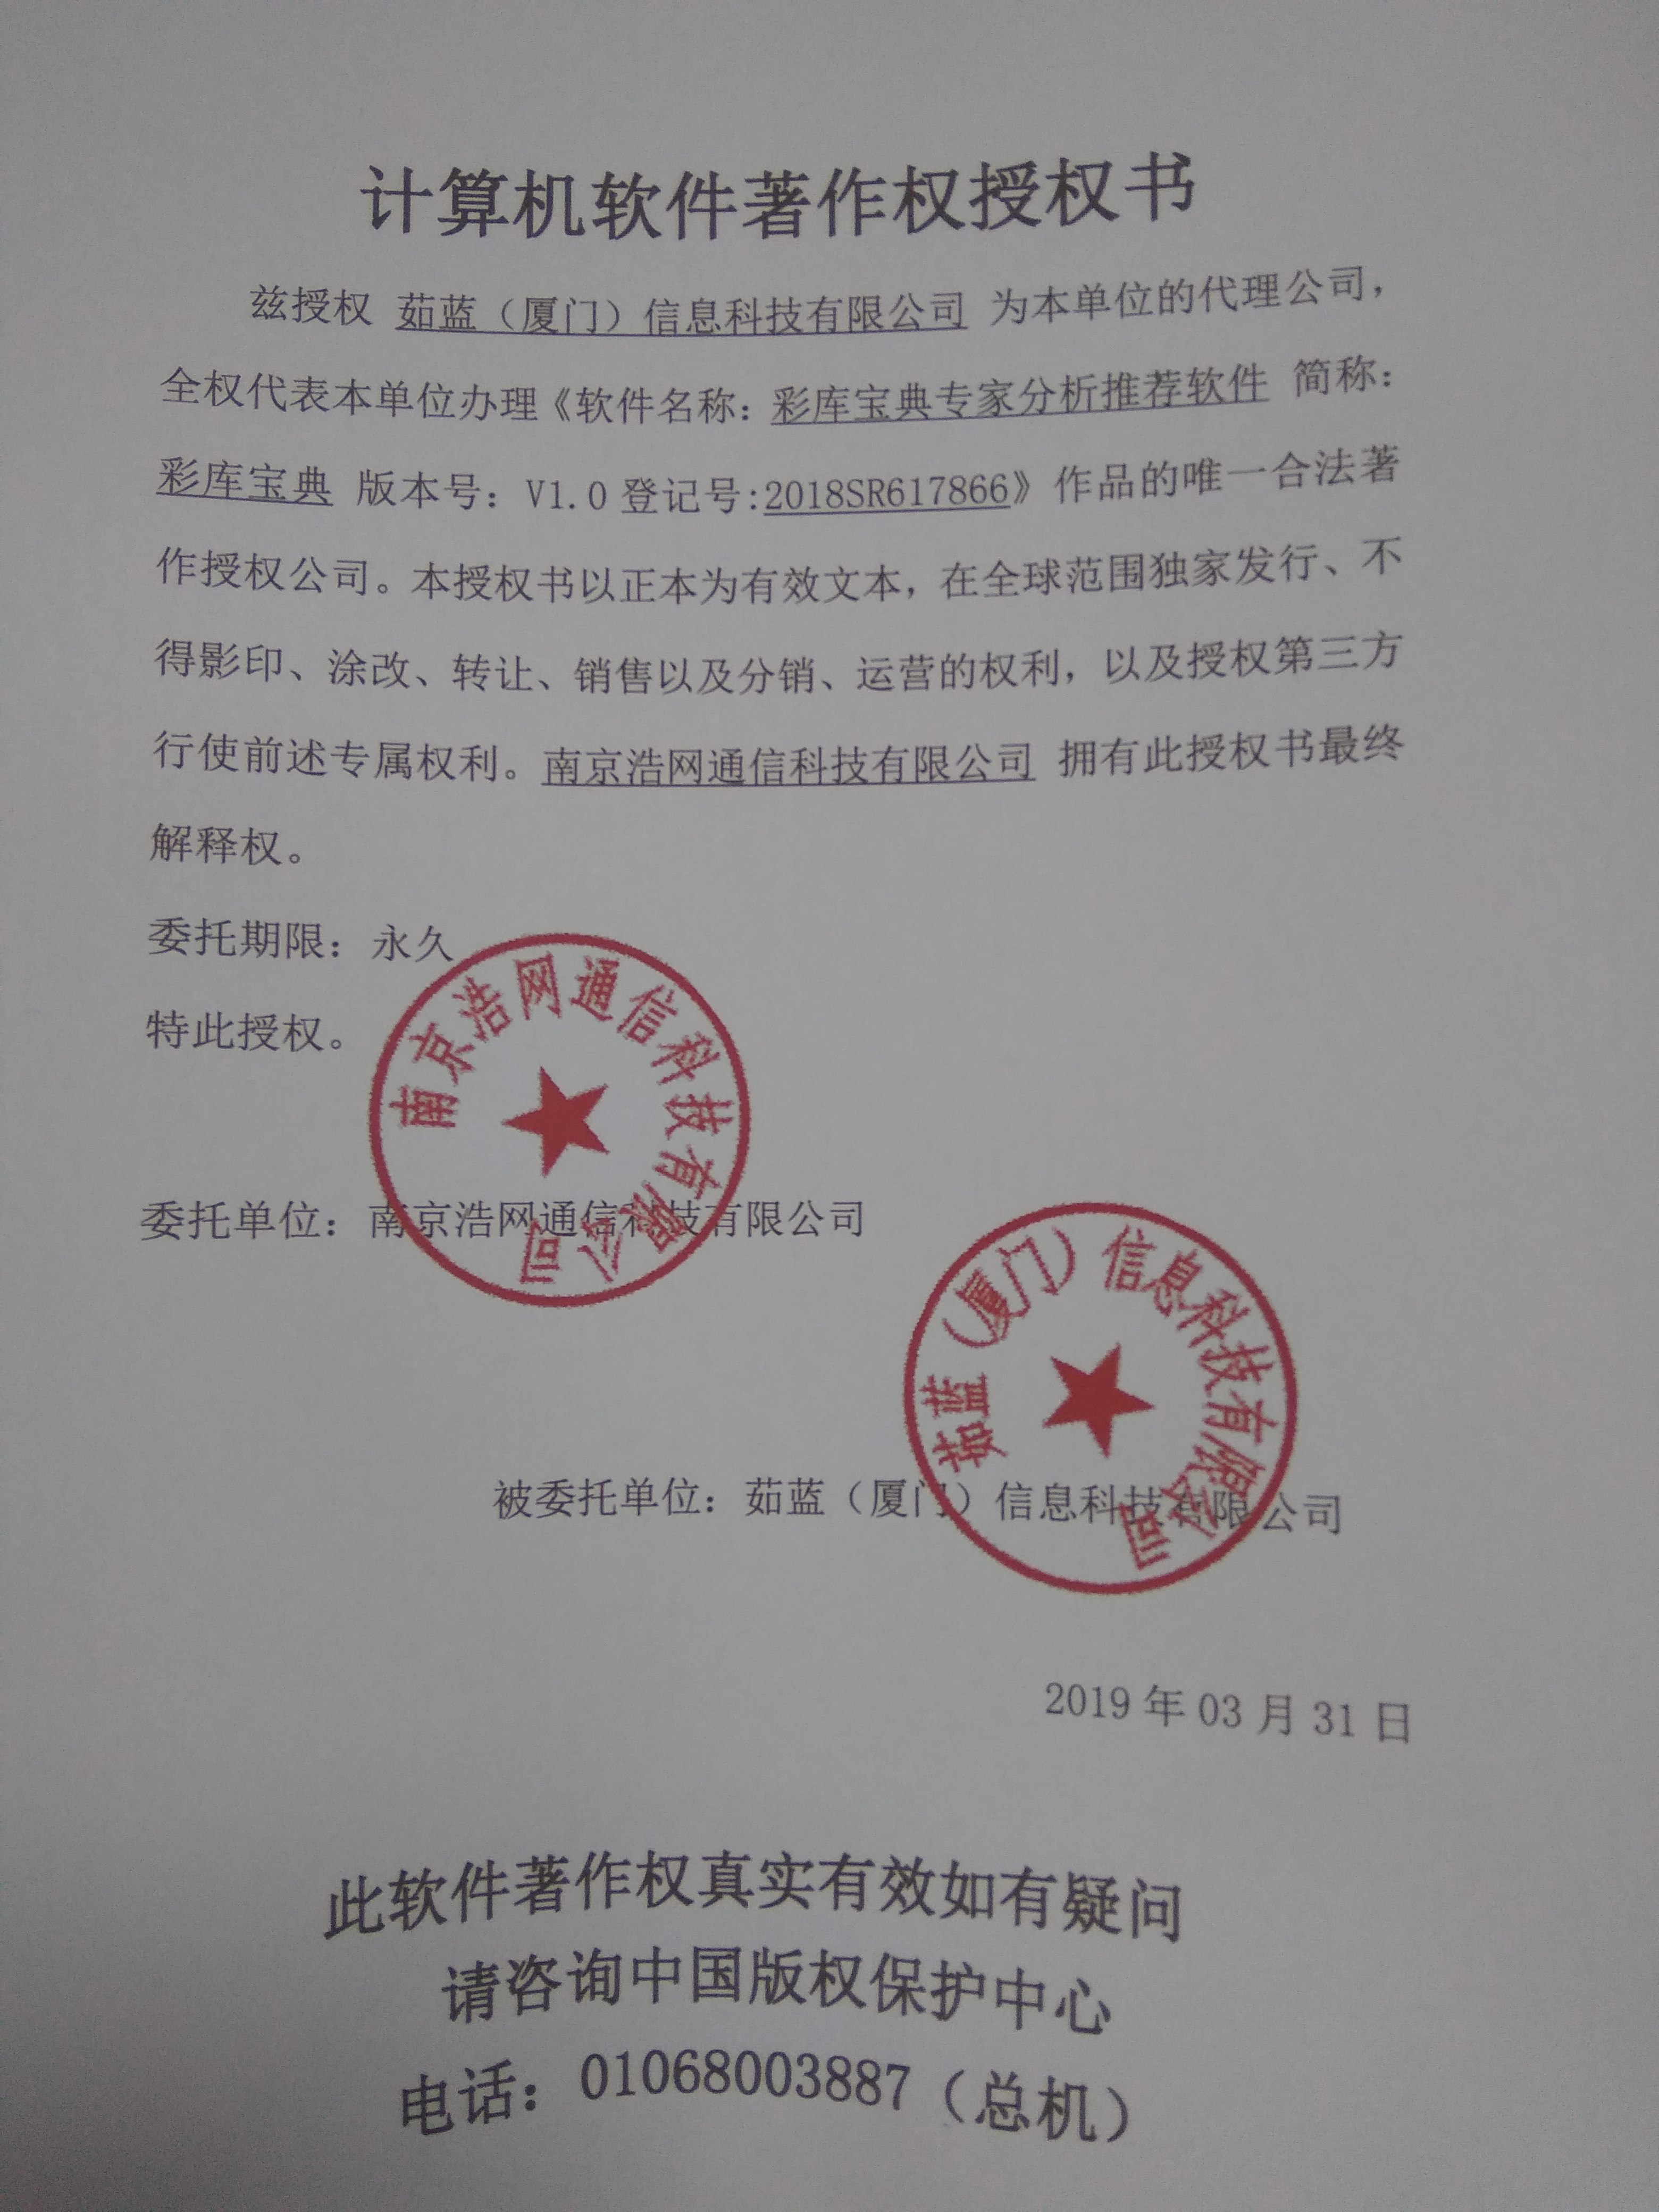 计算机软件著作权授权书
兹授权 茹蓝（厦门）信息科技有限公司 为本单位的代理公司，
全权代表本单位办理《软件名称：彩库宝典专家分析推荐软件 简称：
彩库宝典 版本号：V1.0 登记号:2018SR617866》作品的唯一合法著
作授权公司。本授权书以正本为有效文本，在全球范围独家发行、不
得影印、涂改、转让、销售以及分销、运营的权利，以及授权第三方
行使前述专属权利。南京浩网通信科技有限公司 拥有此授权书最终
解释权。
委托期限：永久
特此授权。
南京浩网通信科技有限公司
委托单位：南京浩网通信科技有限公司
茹蓝（厦门）信息科技有限公司
被委托单位：茹蓝（厦门）信息科技有限公司
2019 年 03 月 31 日
此软件著作权真实有效如有疑问
请咨询中国版权保护中心
电话：01068003887（总机）